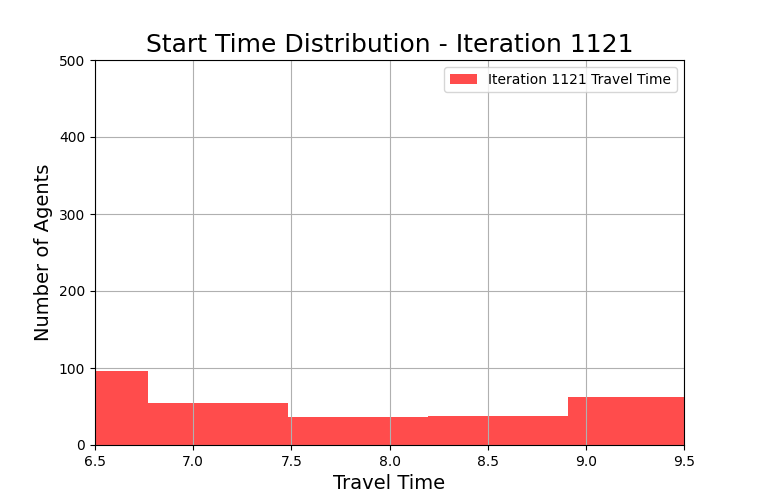 Start Time Distribution - Iteration 1121
Iteration 1121 Travel Time
Number of Agents
500
400
300
200
100
0
6.5 7.0 7.5 8.0 8.5 9.0 9.5
Travel Time